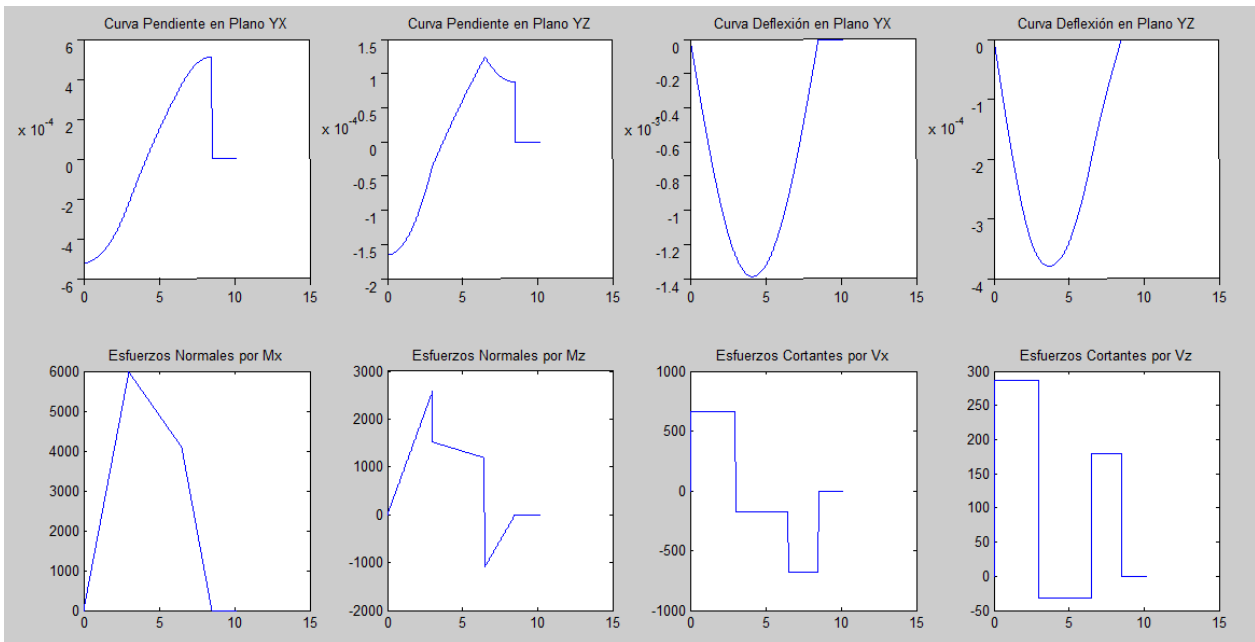 Curva Pendiente en Plano YX
Curva Pendiente en Plano YZ
Curva Deflexión en Plano YX
Curva Deflexión en Plano YZ
6
4
x 10⁻⁴ 2
0
-2
-4
-6
0 5 10 15
1.5
1
0.5
x 10⁻⁴
0
-0.5
-1
-1.5
-2
0 5 10 15
0
-0.2
-0.4
x 10⁻³
-0.6
-0.8
-1
-1.2
-1.4
0 5 10 15
0
-1
x 10⁻⁴
-2
-3
-4
0 5 10 15
Esfuerzos Normales por Mx
Esfuerzos Normales por Mz
Esfuerzos Cortantes por Vx
Esfuerzos Cortantes por Vz
6000
5000
4000
3000
2000
1000
0
0 5 10 15
3000
2000
1000
0
-1000
-2000
0 5 10 15
1000
500
0
-500
-1000
0 5 10 15
300
250
200
150
100
50
0
-50
0 5 10 15